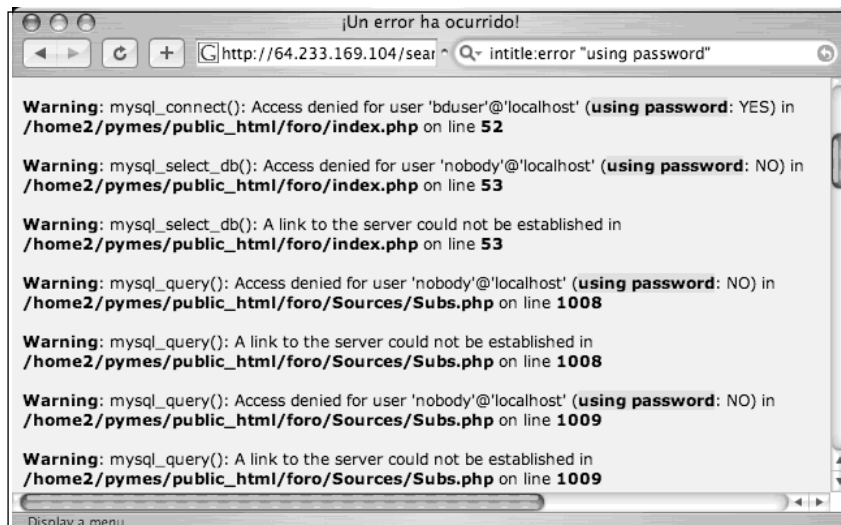 ¡Un error ha ocurrido!
G http://64.233.169.104/sear intitle:error "using password"
Warning: mysql_connect(): Access denied for user 'bduser'@'localhost' (using password: YES) in
/home2/pymes/public_html/foro/index.php on line 52
Warning: mysql_select_db(): Access denied for user 'nobody'@'localhost' (using password: NO) in
/home2/pymes/public_html/foro/index.php on line 53
Warning: mysql_select_db(): A link to the server could not be established in
/home2/pymes/public_html/foro/index.php on line 53
Warning: mysql_query(): Access denied for user 'nobody'@'localhost' (using password: NO) in
/home2/pymes/public_html/foro/Sources/Subs.php on line 1008
Warning: mysql_query(): A link to the server could not be established in
/home2/pymes/public_html/foro/Sources/Subs.php on line 1008
Warning: mysql_query(): Access denied for user 'nobody'@'localhost' (using password: NO) in
/home2/pymes/public_html/foro/Sources/Subs.php on line 1009
Warning: mysql_query(): A link to the server could not be established in
/home2/pymes/public_html/foro/Sources/Subs.php on line 1009
Display a menu